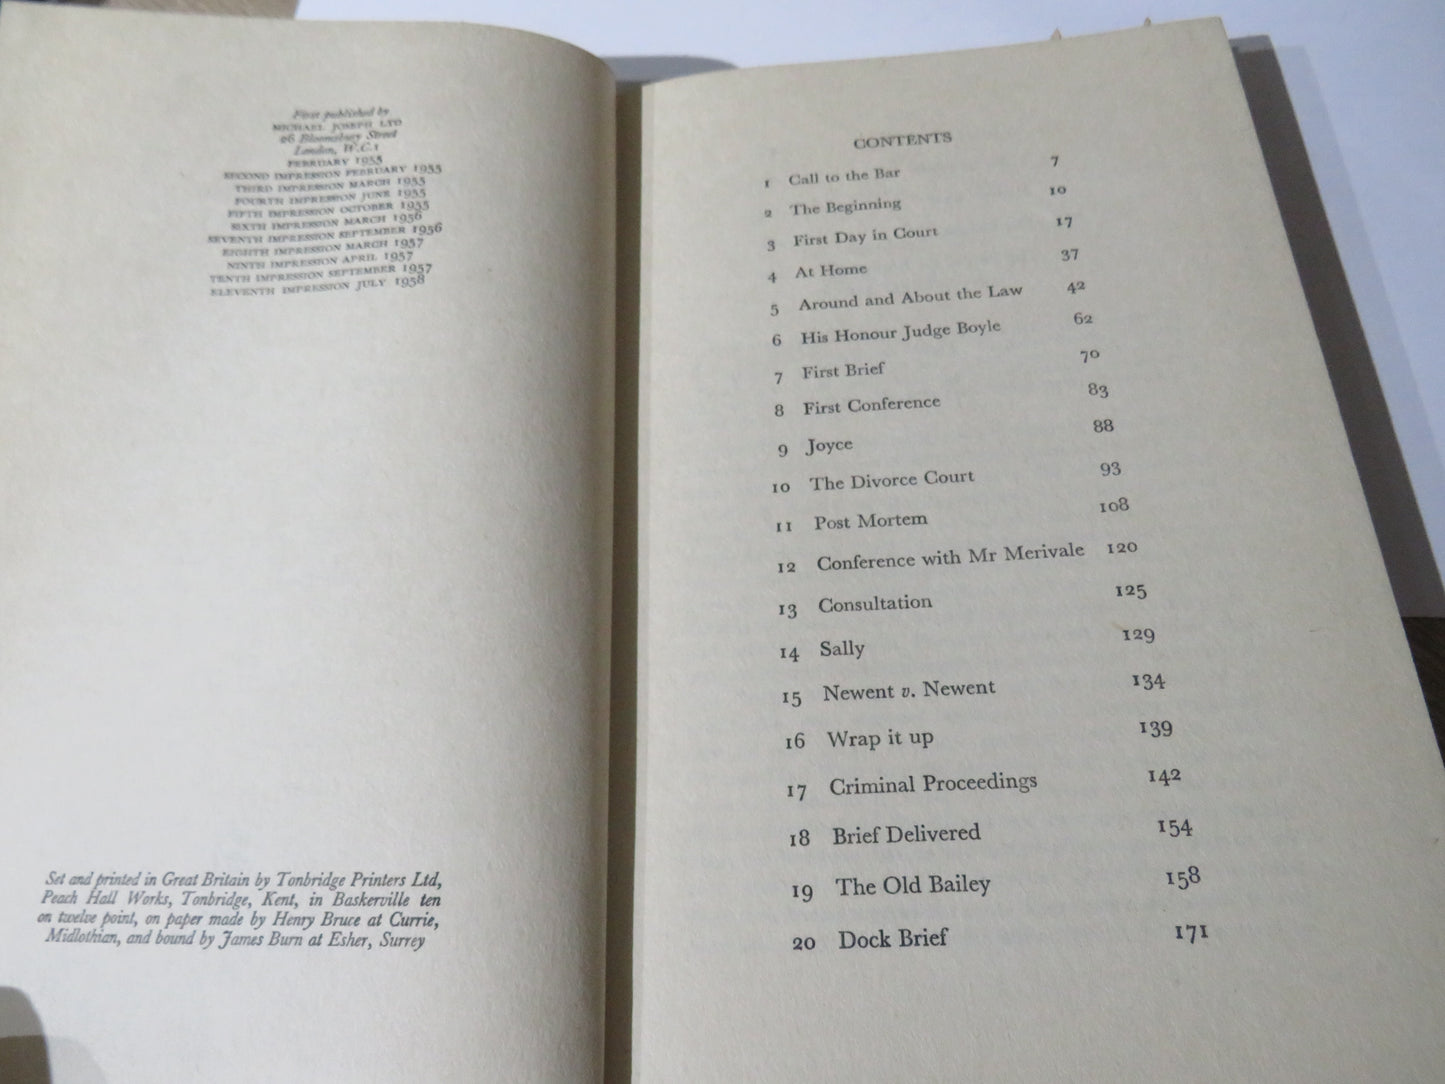 First published by
MICHAEL JOSEPH LTD
26 Bloomsbury Street
London, W.C.1
FEBRUARY 1955
SECOND IMPRESSION FEBRUARY 1955
THIRD IMPRESSION MARCH 1955
FOURTH IMPRESSION JUNE 1955
FIFTH IMPRESSION OCTOBER 1955
SIXTH IMPRESSION MARCH 1956
SEVENTH IMPRESSION SEPTEMBER 1956
EIGHTH IMPRESSION MARCH 1957
NINTH IMPRESSION APRIL 1957
TENTH IMPRESSION SEPTEMBER 1957
ELEVENTH IMPRESSION JULY 1958
Set and printed in Great Britain by Tonbridge Printers Ltd,
Peach Hall Works, Tonbridge, Kent, in Baskerville ten
on twelve point, on paper made by Henry Bruce at Currie,
Midlothian, and bound by James Burn at Esher, Surrey
CONTENTS
1 Call to the Bar 7
2 The Beginning 10
3 First Day in Court 17
4 At Home 37
5 Around and About the Law 42
6 His Honour Judge Boyle 62
7 First Brief 70
8 First Conference 83
9 Joyce 88
10 The Divorce Court 93
11 Post Mortem 108
12 Conference with Mr Merivale 120
13 Consultation 125
14 Sally 129
15 Newent v. Newent 134
16 Wrap it up 139
17 Criminal Proceedings 142
18 Brief Delivered 154
19 The Old Bailey 158
20 Dock Brief 171